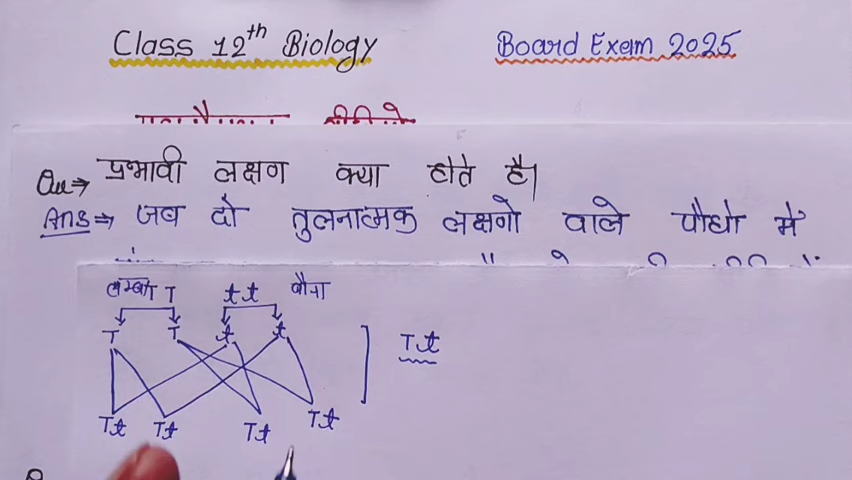 Class 12th Biology Board Exam 2025
Qu⇒ प्रभावी लक्षण क्या होते है।
Ans⇒ जब दो तुलनात्मक लक्षणो वाले पौधो में
लम्बा T T t t बौना
T T t t
Tt
Tt Tt Tt Tt